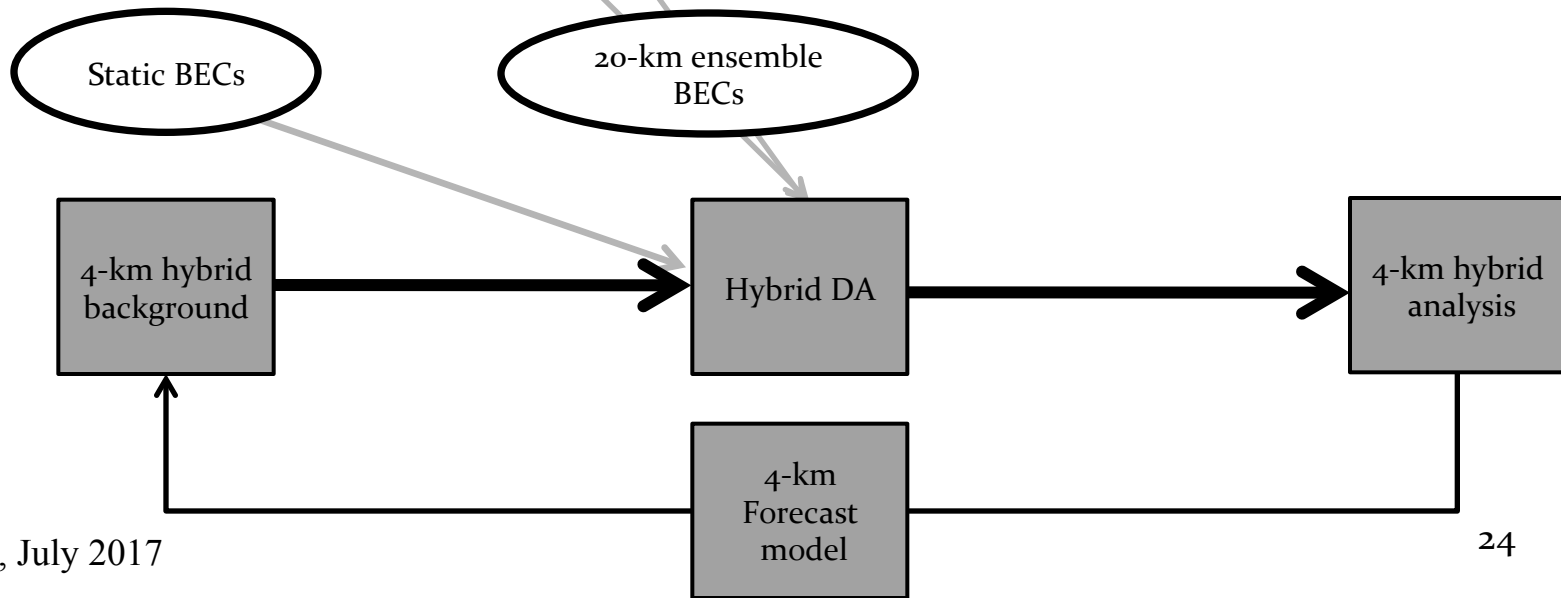 Static BECs
20-km ensemble
BECs
4-km hybrid
background
Hybrid DA
4-km hybrid
analysis
4-km
Forecast
model
, July 2017
24